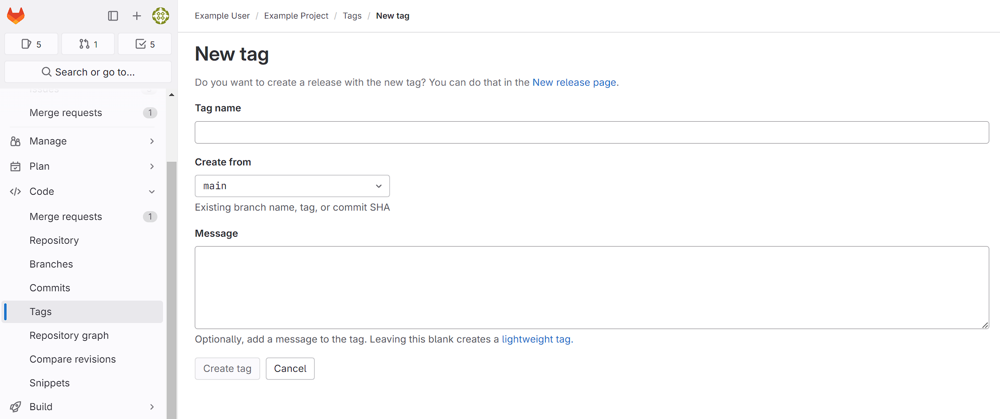 Example User / Example Project / Tags / New tag
5 1 5
Search or go to...
Issues
Merge requests 1
Manage
Plan
Code
Merge requests 1
Repository
Branches
Commits
Tags
Repository graph
Compare revisions
Snippets
Build
New tag
Do you want to create a release with the new tag? You can do that in the New release page.
Tag name
Create from
main
Existing branch name, tag, or commit SHA
Message
Optionally, add a message to the tag. Leaving this blank creates a lightweight tag.
Create tag Cancel